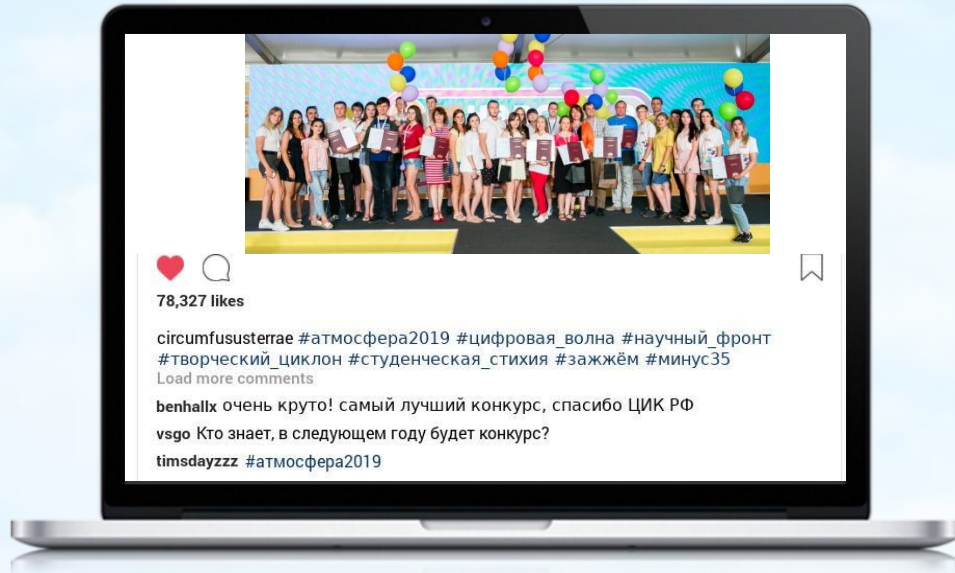 78,327 likes
circumfususterrae #атмосфера2019 #цифровая_волна #научный_фронт
#творческий_циклон #студенческая_стихия #зажжём #минус35
Load more comments
benhallx очень круто! самый лучший конкурс, спасибо ЦИК РФ
vsgo Кто знает, в следующем году будет конкурс?
timsdayzzz #атмосфера2019